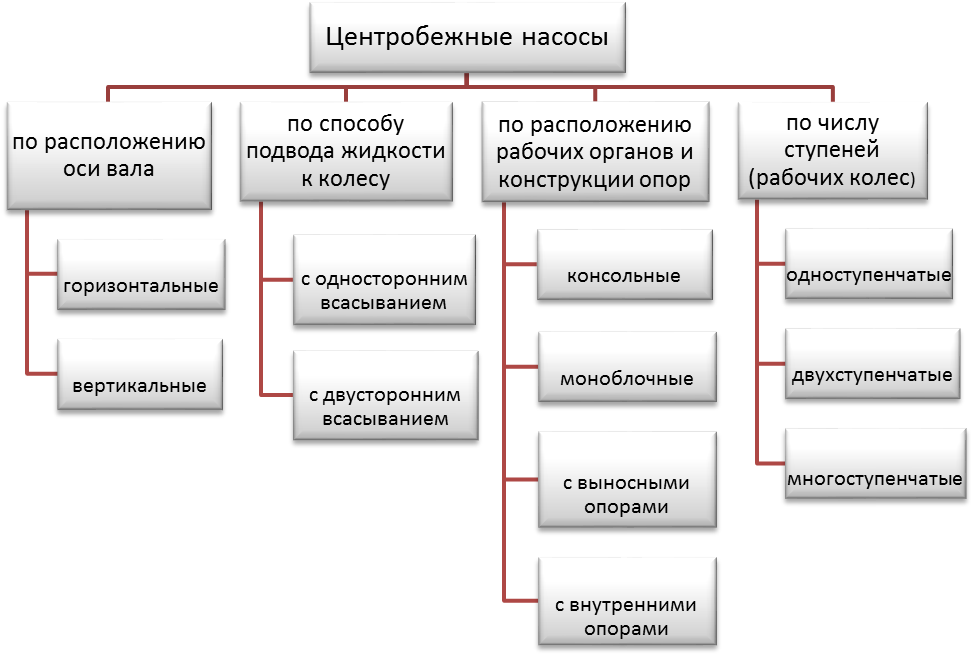 Центробежные насосы
по расположению
оси вала
горизонтальные
вертикальные
по способу
подвода жидкости
к колесу
с односторонним
всасыванием
с двусторонним
всасыванием
по расположению
рабочих органов и
конструкции опор
консольные
моноблочные
с выносными
опорами
с внутренними
опорами
по числу
ступеней
(рабочих колес)
одноступенчатые
двухступенчатые
многоступенчатые